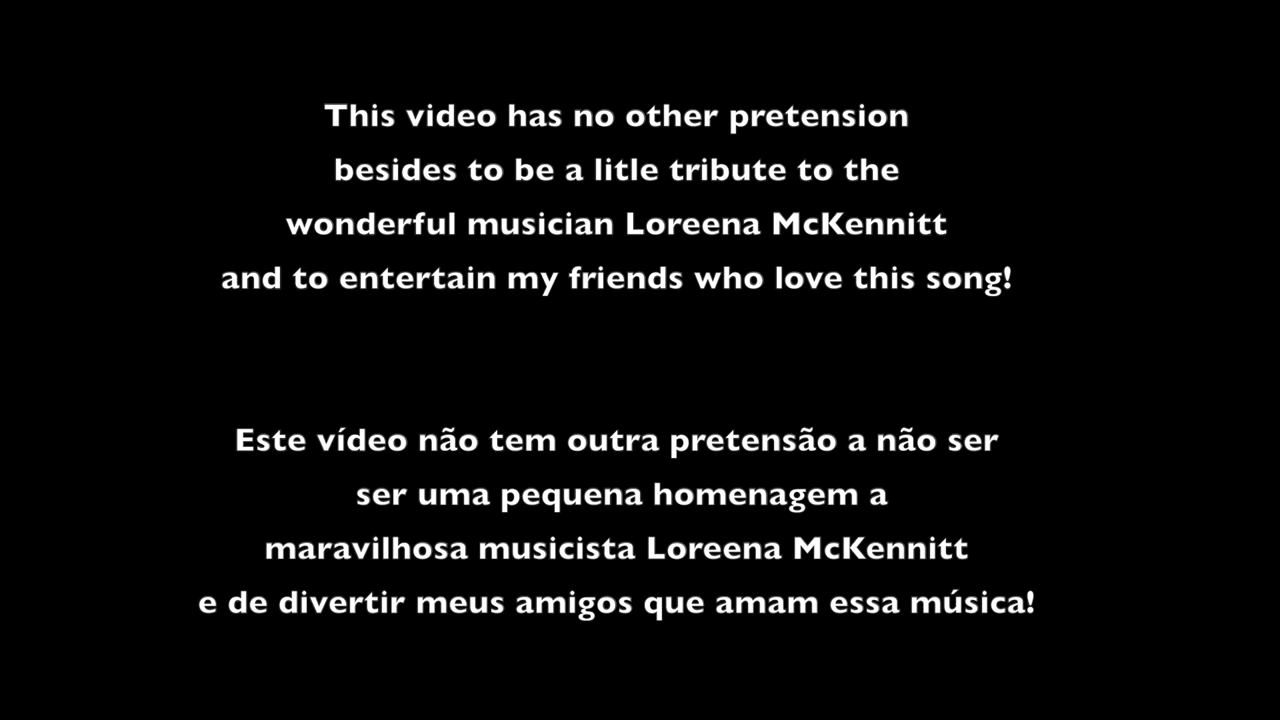 This video has no other pretension
besides to be a litle tribute to the
wonderful musician Loreena McKennitt
and to entertain my friends who love this song!
Este vídeo não tem outra pretensão a não ser
ser uma pequena homenagem a
maravilhosa musicista Loreena McKennitt
e de divertir meus amigos que amam essa música!